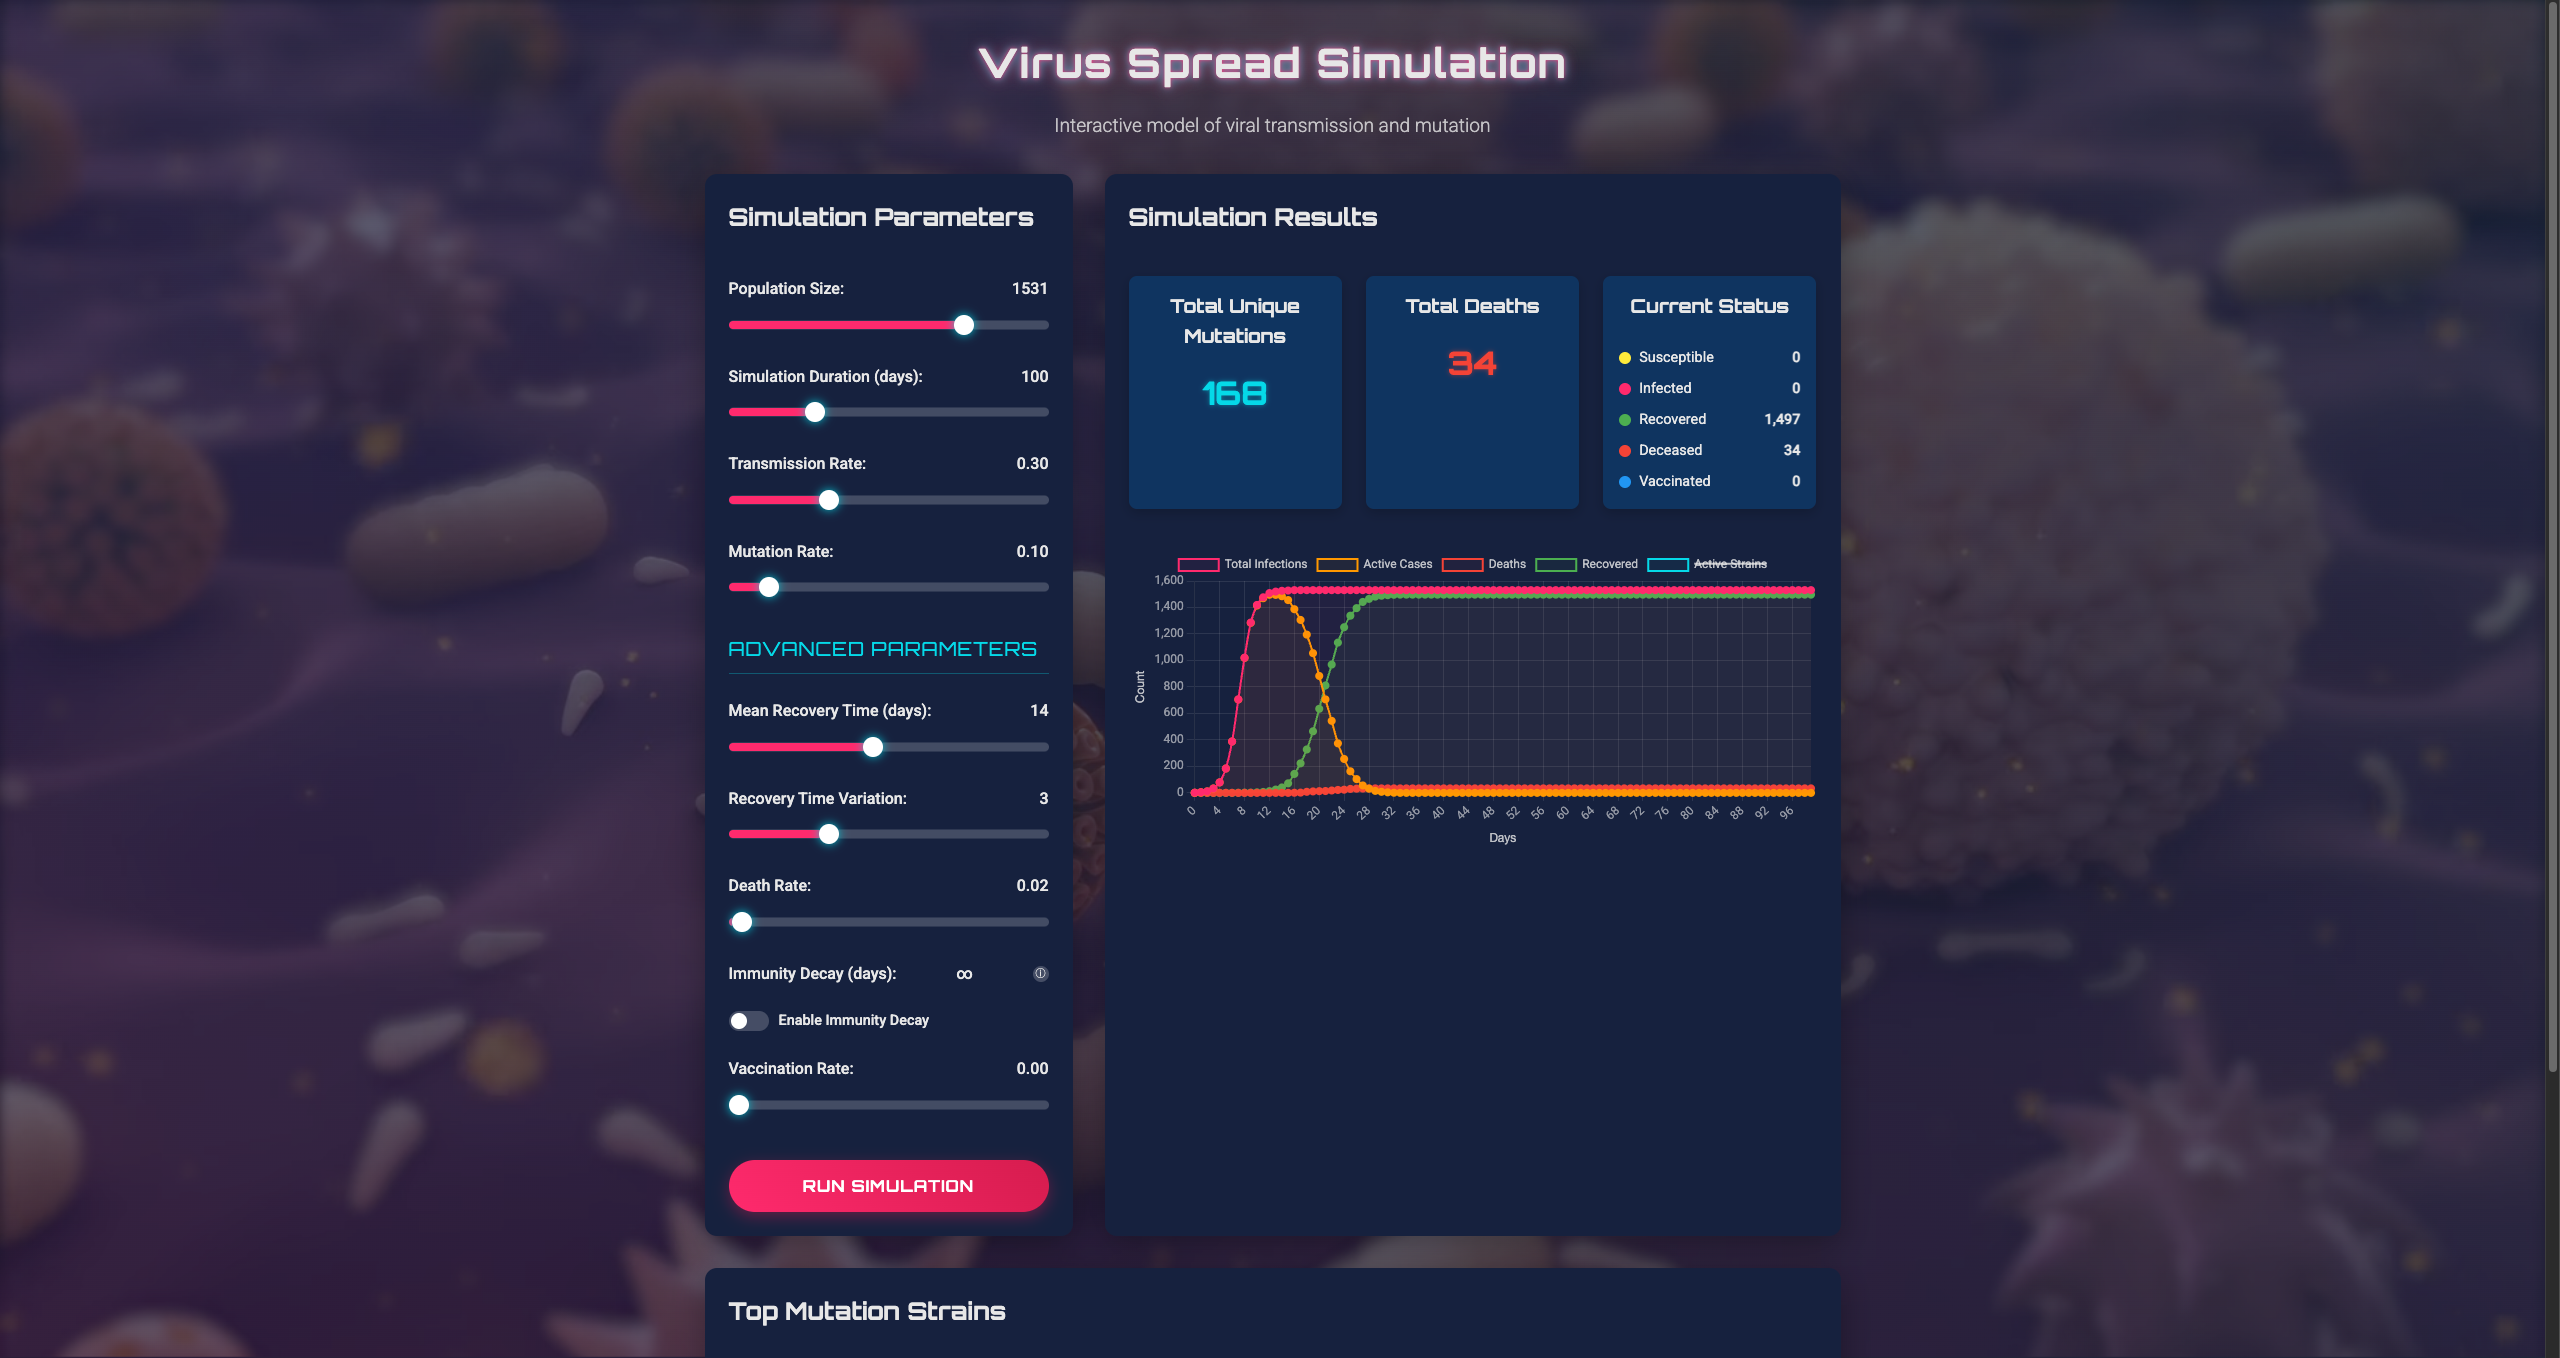 Virus Spread Simulation
Interactive model of viral transmission and mutation
Simulation Parameters
Population Size: 1531
Simulation Duration (days): 100
Transmission Rate: 0.30
Mutation Rate: 0.10
ADVANCED PARAMETERS
Mean Recovery Time (days): 14
Recovery Time Variation: 3
Death Rate: 0.02
Immunity Decay (days): ∞ ⓘ
Enable Immunity Decay
Vaccination Rate: 0.00
RUN SIMULATION
Simulation Results
Total Unique
Mutations
168
Total Deaths
34
Current Status
Susceptible 0
Infected 0
Recovered 1,497
Deceased 34
Vaccinated 0
Total Infections Active Cases Deaths Recovered Active Strains
1,600
1,400
1,200
1,000
800
600
400
200
0
Count
0 4 8 12 16 20 24 28 32 36 40 44 48 52 56 60 64 68 72 76 80 84 88 92 96
Days
Top Mutation Strains